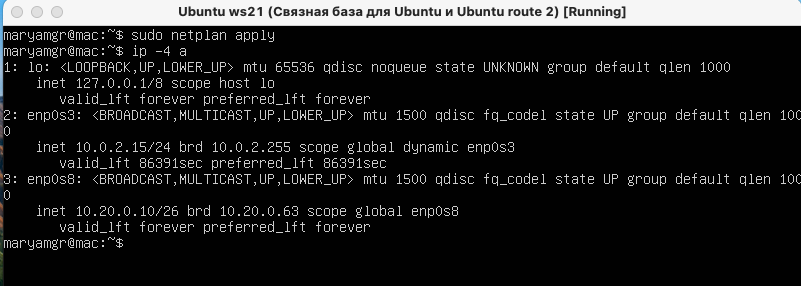 Ubuntu ws21 (Связная база для Ubuntu и Ubuntu route 2) [Running]
maryamgr@mac:~$ sudo netplan apply
maryamgr@mac:~$ ip -4 a
1: lo: <LOOPBACK,UP,LOWER_UP> mtu 65536 qdisc noqueue state UNKNOWN group default qlen 1000
    inet 127.0.0.1/8 scope host lo
       valid_lft forever preferred_lft forever
2: enp0s3: <BROADCAST,MULTICAST,UP,LOWER_UP> mtu 1500 qdisc fq_codel state UP group default qlen 100
0
    inet 10.0.2.15/24 brd 10.0.2.255 scope global dynamic enp0s3
       valid_lft 86391sec preferred_lft 86391sec
3: enp0s8: <BROADCAST,MULTICAST,UP,LOWER_UP> mtu 1500 qdisc fq_codel state UP group default qlen 100
0
    inet 10.20.0.10/26 brd 10.20.0.63 scope global enp0s8
       valid_lft forever preferred_lft forever
maryamgr@mac:~$